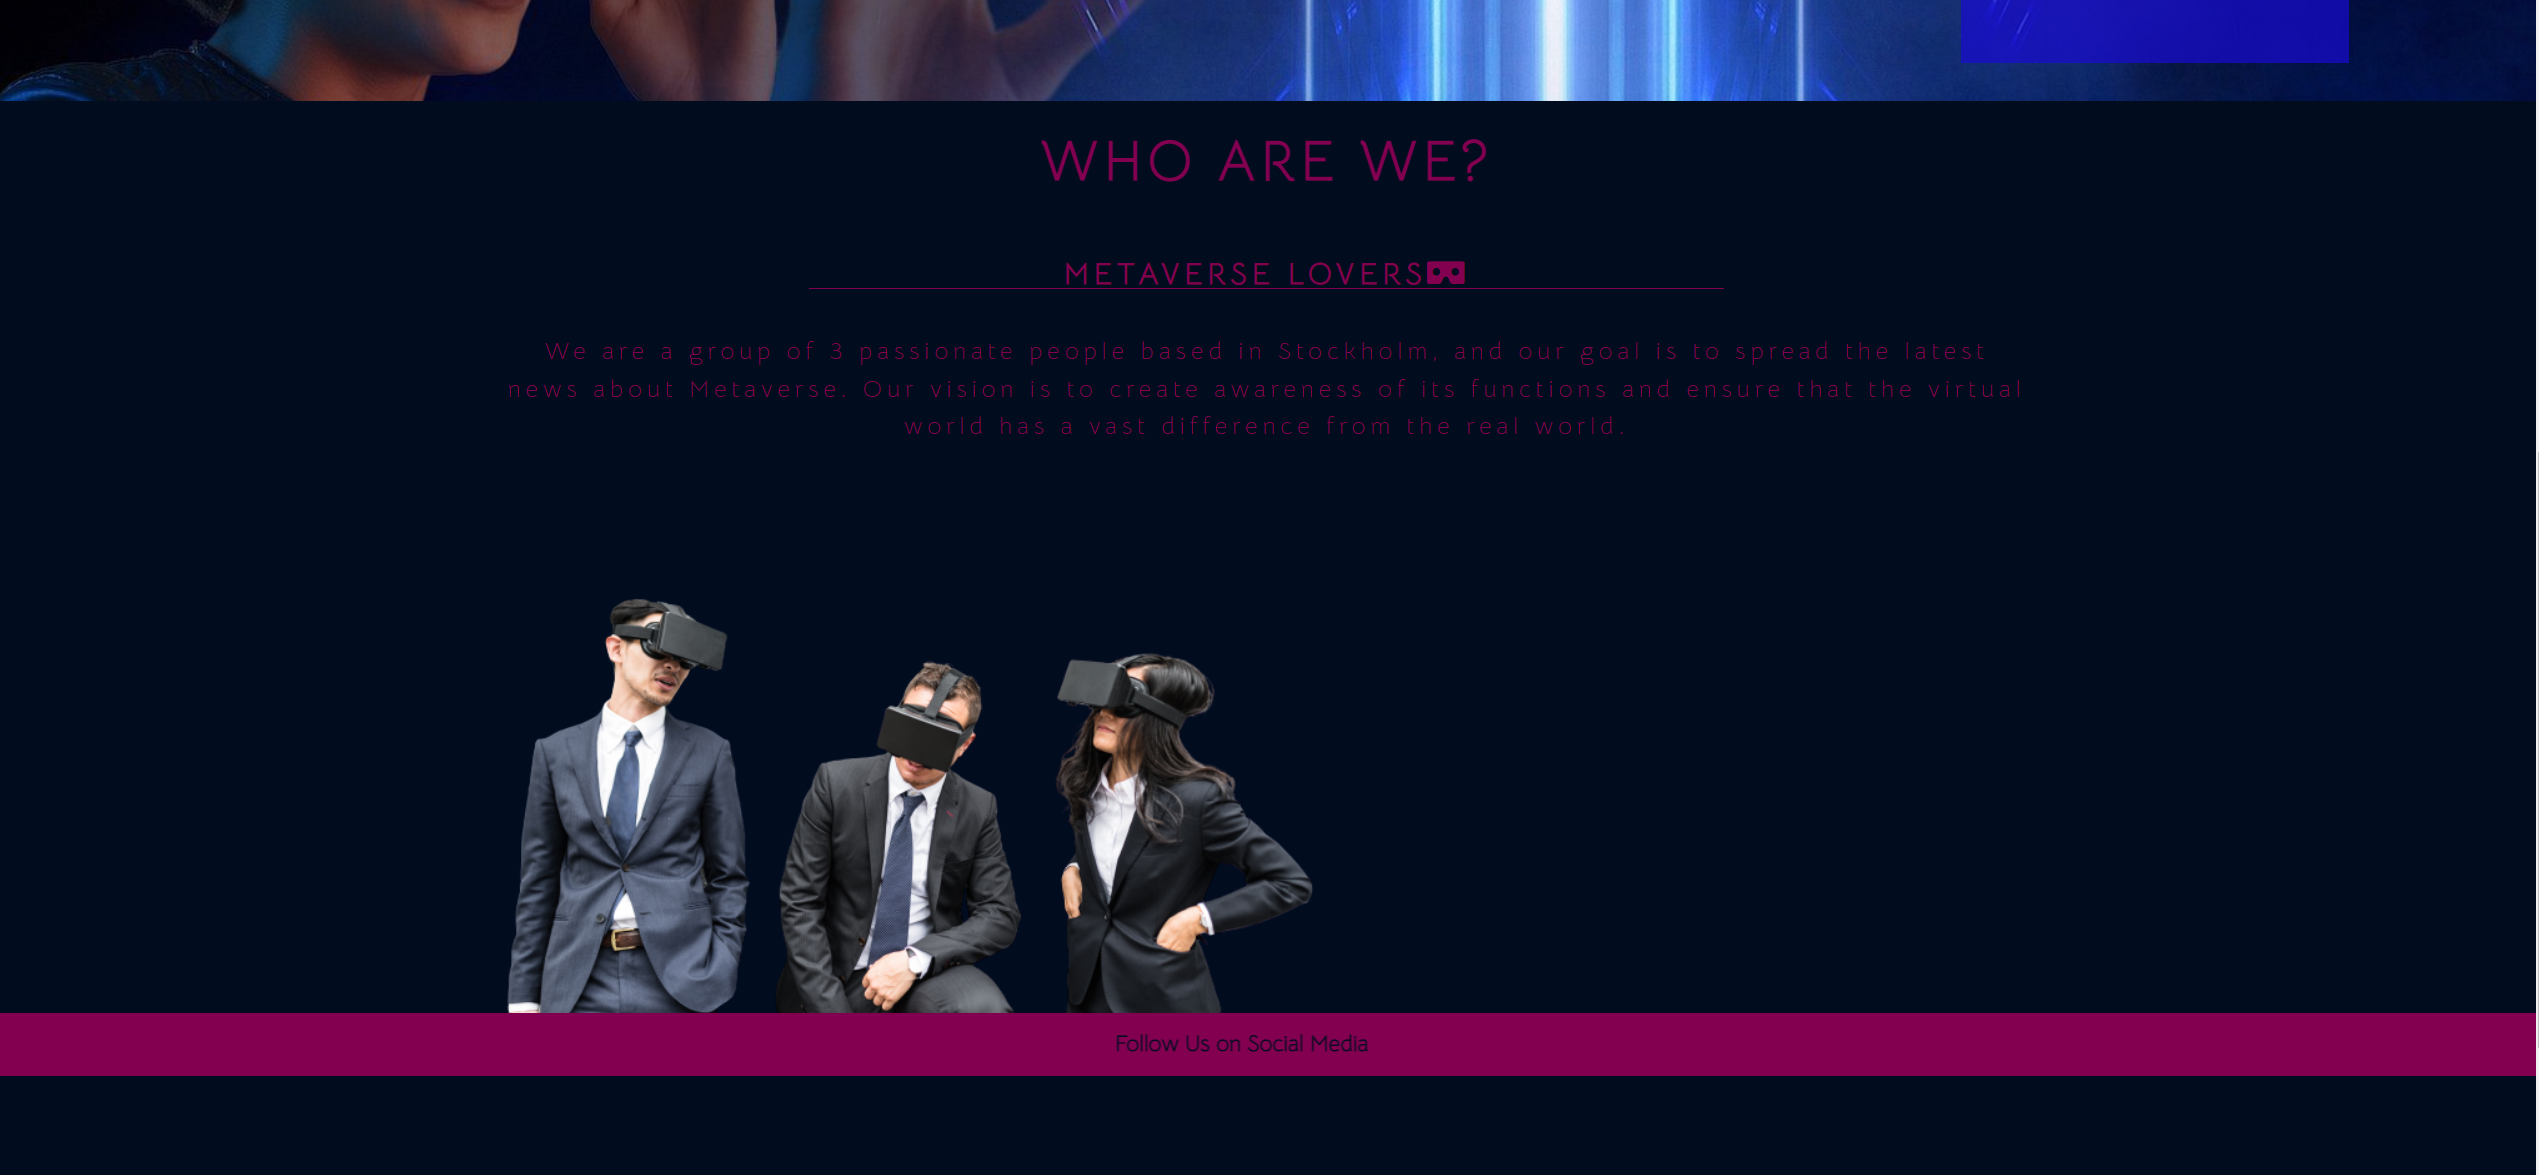 WHO ARE WE?
METAVERSE LOVERS
We are a group of 3 passionate people based in Stockholm, and our goal is to spread the latest
news about Metaverse. Our vision is to create awareness of its functions and ensure that the virtual
world has a vast difference from the real world.
Follow Us on Social Media